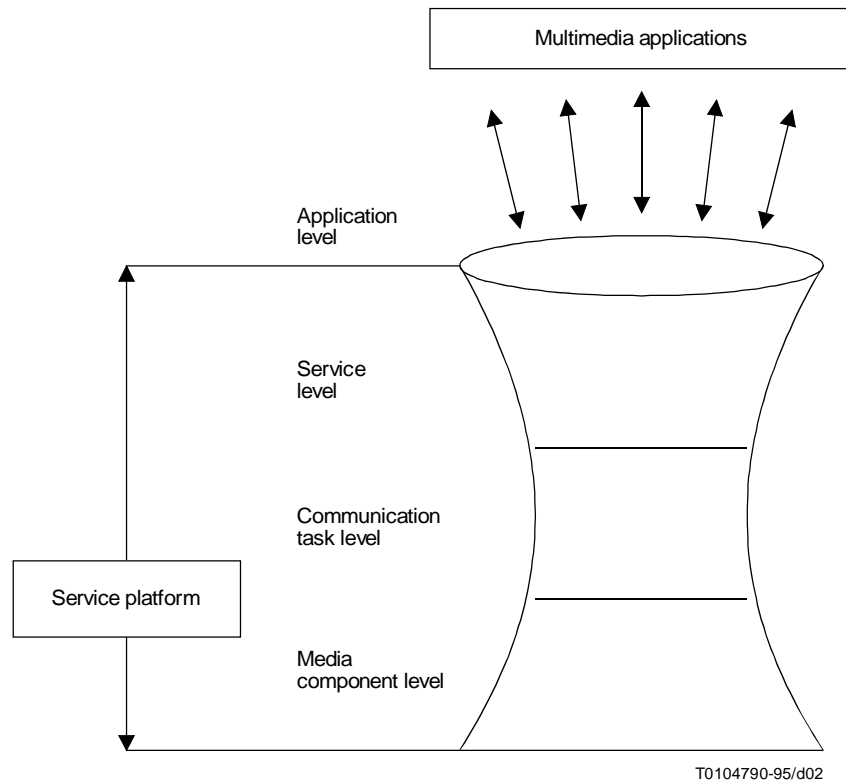 Multimedia applications
Application
level
Service
level
Communication
task level
Service platform
Media
component level
T0104790-95/d02